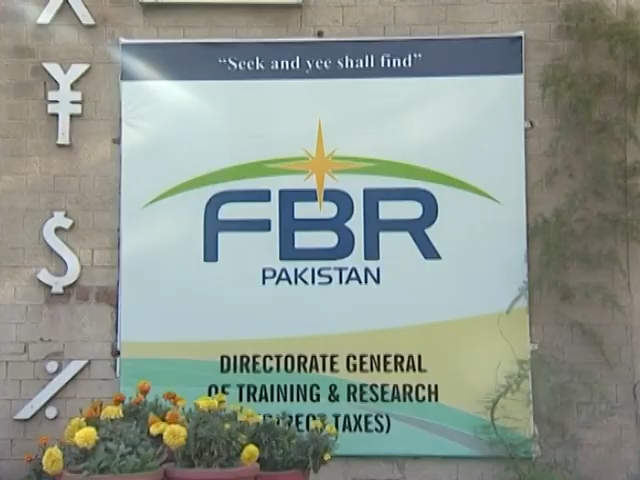 "Seek and yee shall find"
FBR
PAKISTAN
DIRECTORATE GENERAL
OF TRAINING & RESEARCH
TAXES)
¥
$
٪